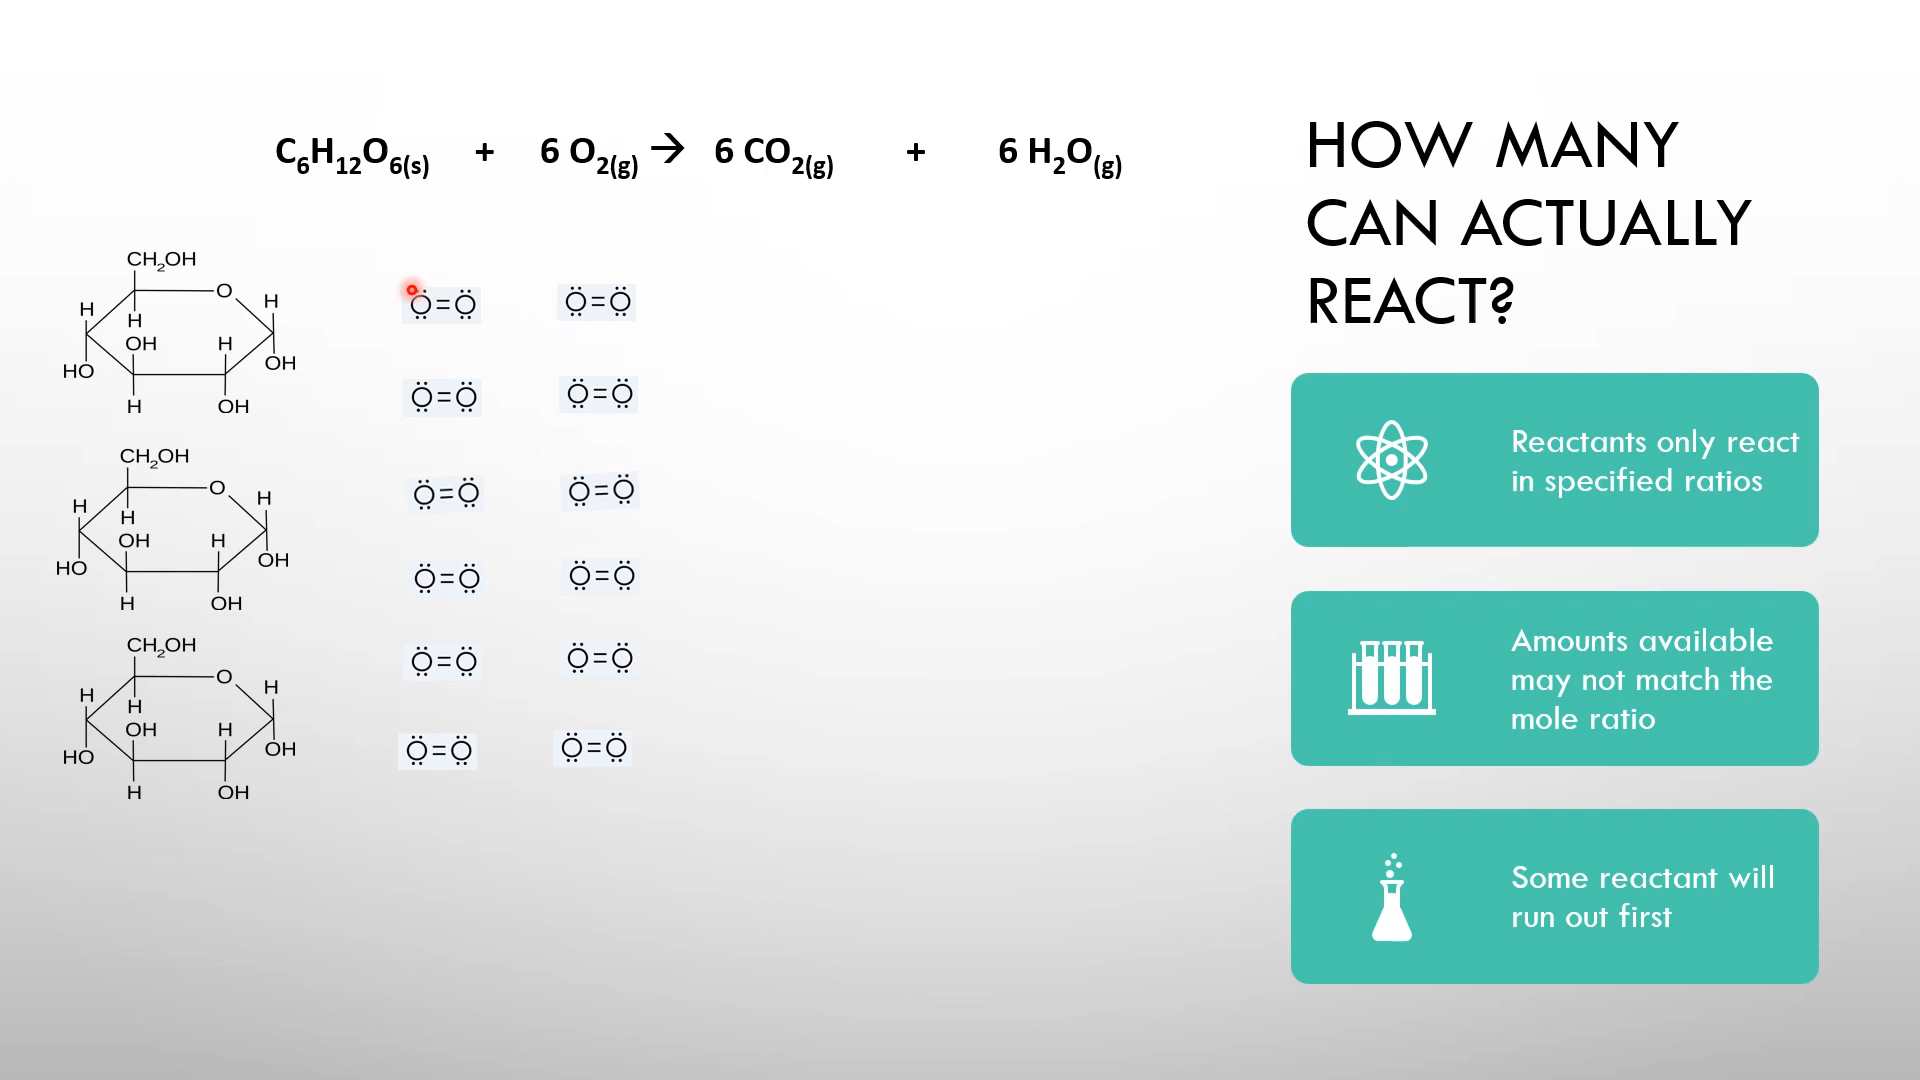 C₆H₁₂O₆(s) + 6 O₂(g) → 6 CO₂(g) + 6 H₂O(g)
HOW MANY
CAN ACTUALLY
REACT?
CH₂OH
O
H
H
H
OH
H
HO
OH
H
OH
CH₂OH
O
H
H
H
OH
H
HO
OH
H
OH
CH₂OH
O
H
H
H
OH
H
HO
OH
H
OH
O=O O=O
O=O O=O
O=O O=O
O=O O=O
O=O O=O
O=O O=O
Reactants only react
in specified ratios
Amounts available
may not match the
mole ratio
Some reactant will
run out first